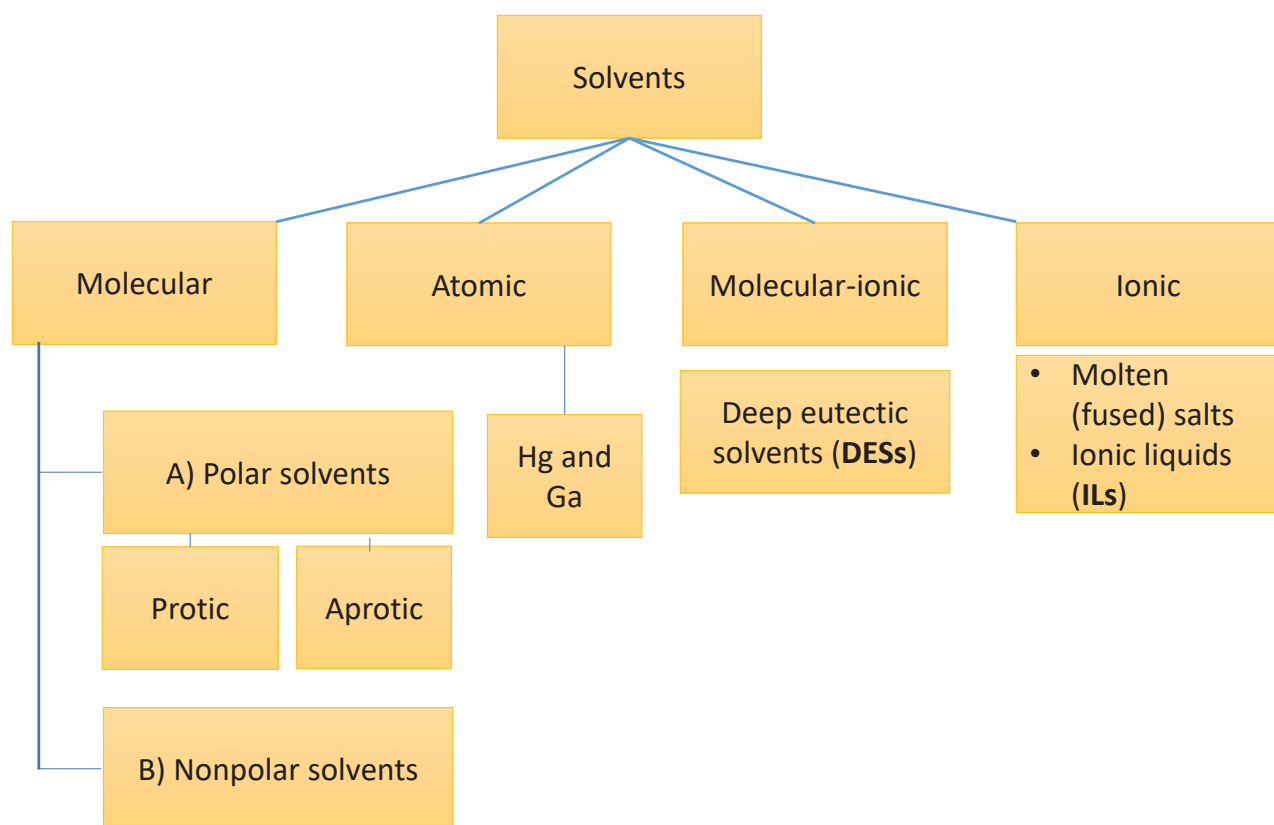 Solvents
Molecular
Atomic
Molecular-ionic
Ionic
A) Polar solvents
Protic
Aprotic
B) Nonpolar solvents
Hg and
Ga
Deep eutectic
solvents (DESs)
• Molten
(fused) salts
• Ionic liquids
(ILs)